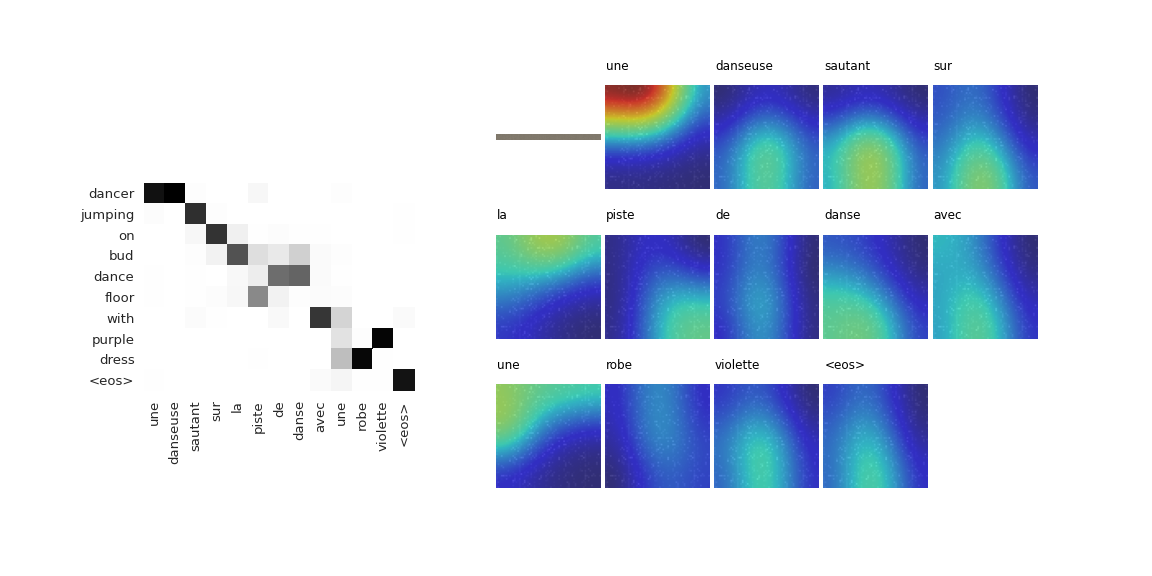 une danseuse sautant sur
la piste de danse avec
une robe violette <eos>
dancer
jumping
on
bud
dance
floor
with
purple
dress
<eos>
une danseuse sautant sur la piste de danse avec une robe violette <eos>